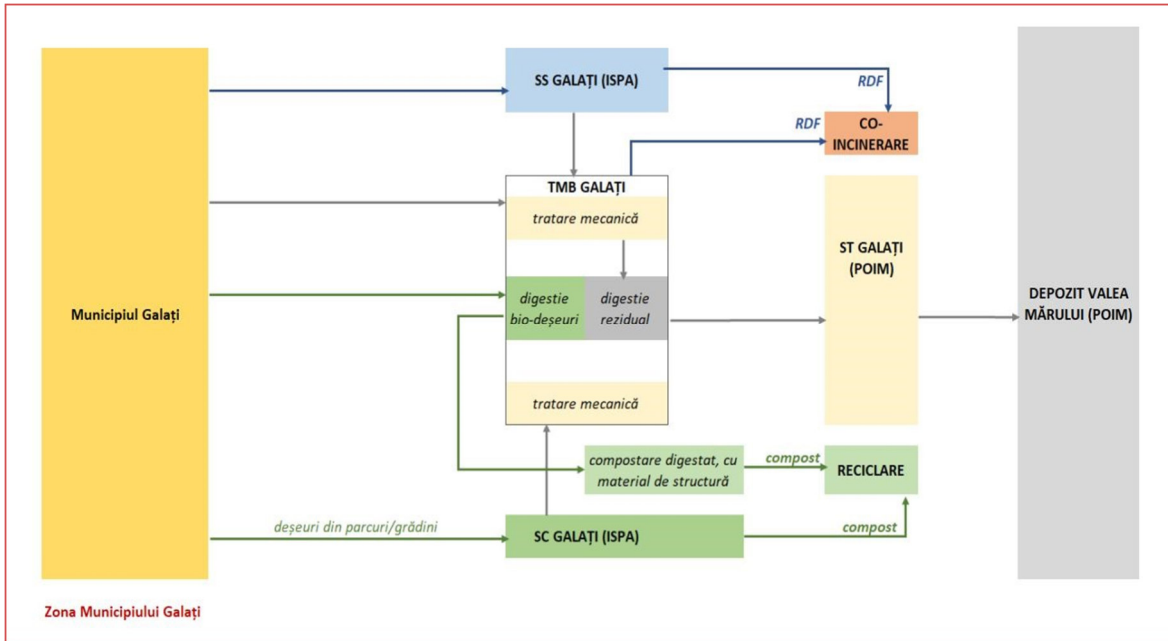 Municipiul Galați
SS GALAȚI (ISPA)
RDF
RDF
CO-
INCINERARE
TMB GALAȚI
tratare mecanică
digestie
bio-deșeuri
digestie
rezidual
tratare mecanică
ST GALAȚI
(POIM)
DEPOZIT VALEA
MĂRULUI (POIM)
compostare digestat, cu
material de structură
compost
RECICLARE
deșeuri din parcuri/grădini
SC GALAȚI (ISPA)
compost
Zona Municipiului Galați